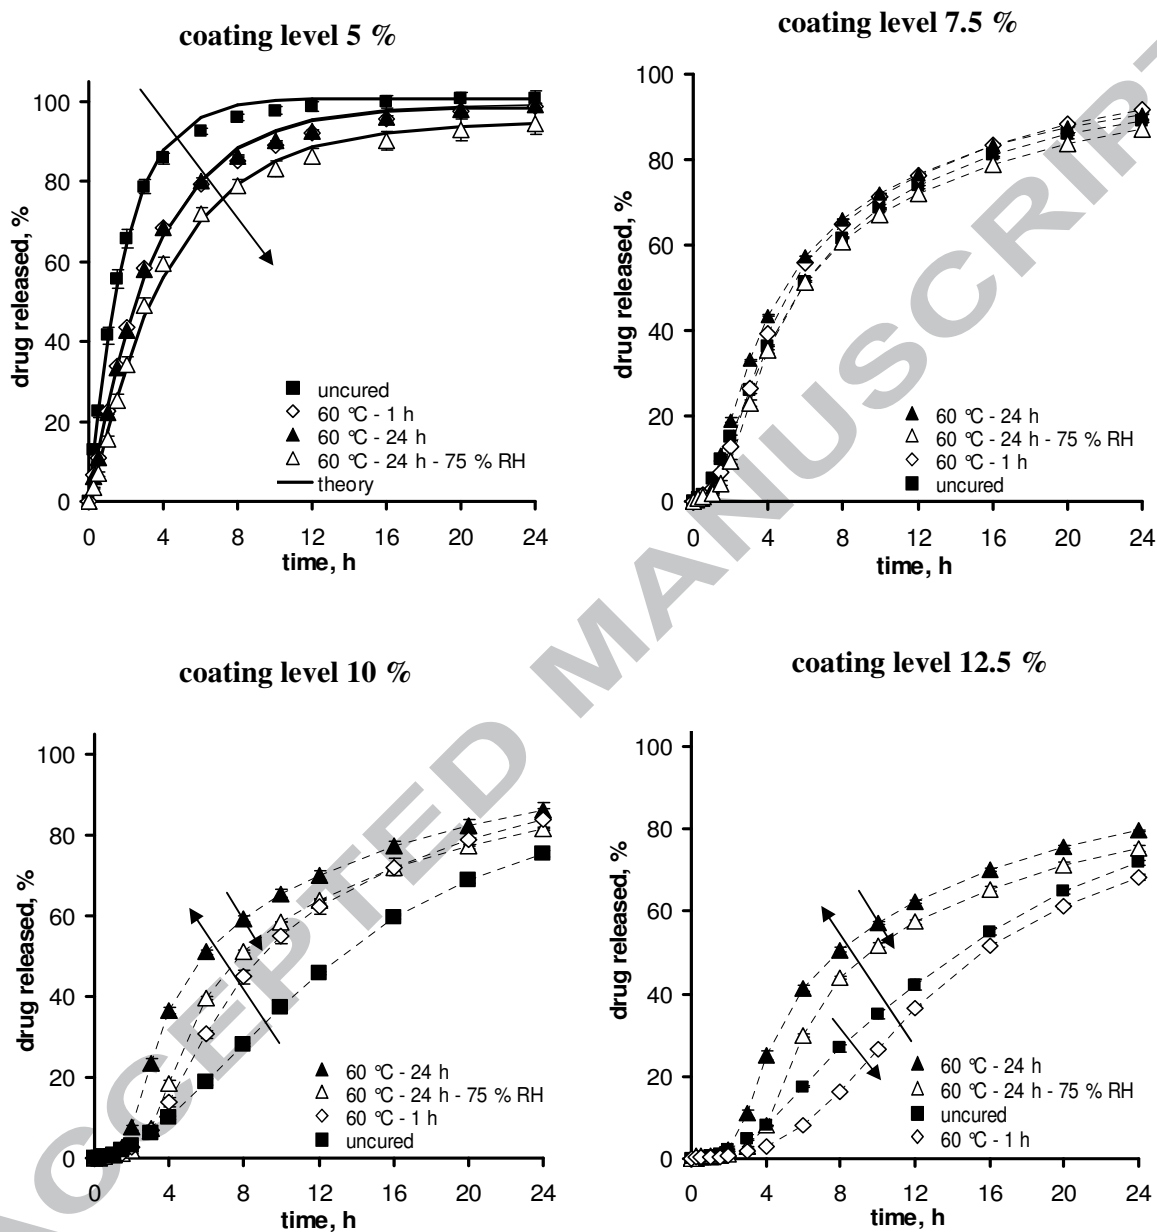 coating level 5 %
100
80
60
40
20
0
drug released, %
uncured
60 °C - 1 h
60 °C - 24 h
60 °C - 24 h - 75 % RH
theory
0 4 8 12 16 20 24
time, h
coating level 7.5 %
100
80
60
40
20
0
drug released, %
60 °C - 24 h
60 °C - 24 h - 75 % RH
60 °C - 1 h
uncured
0 4 8 12 16 20 24
time, h
coating level 10 %
100
80
60
40
20
0
drug released, %
60 °C - 24 h
60 °C - 24 h - 75 % RH
60 °C - 1 h
uncured
0 4 8 12 16 20 24
time, h
coating level 12.5 %
100
80
60
40
20
0
drug released, %
60 °C - 24 h
60 °C - 24 h - 75 % RH
uncured
60 °C - 1 h
0 4 8 12 16 20 24
time, h
ACCEPTED MANUSCRIPT